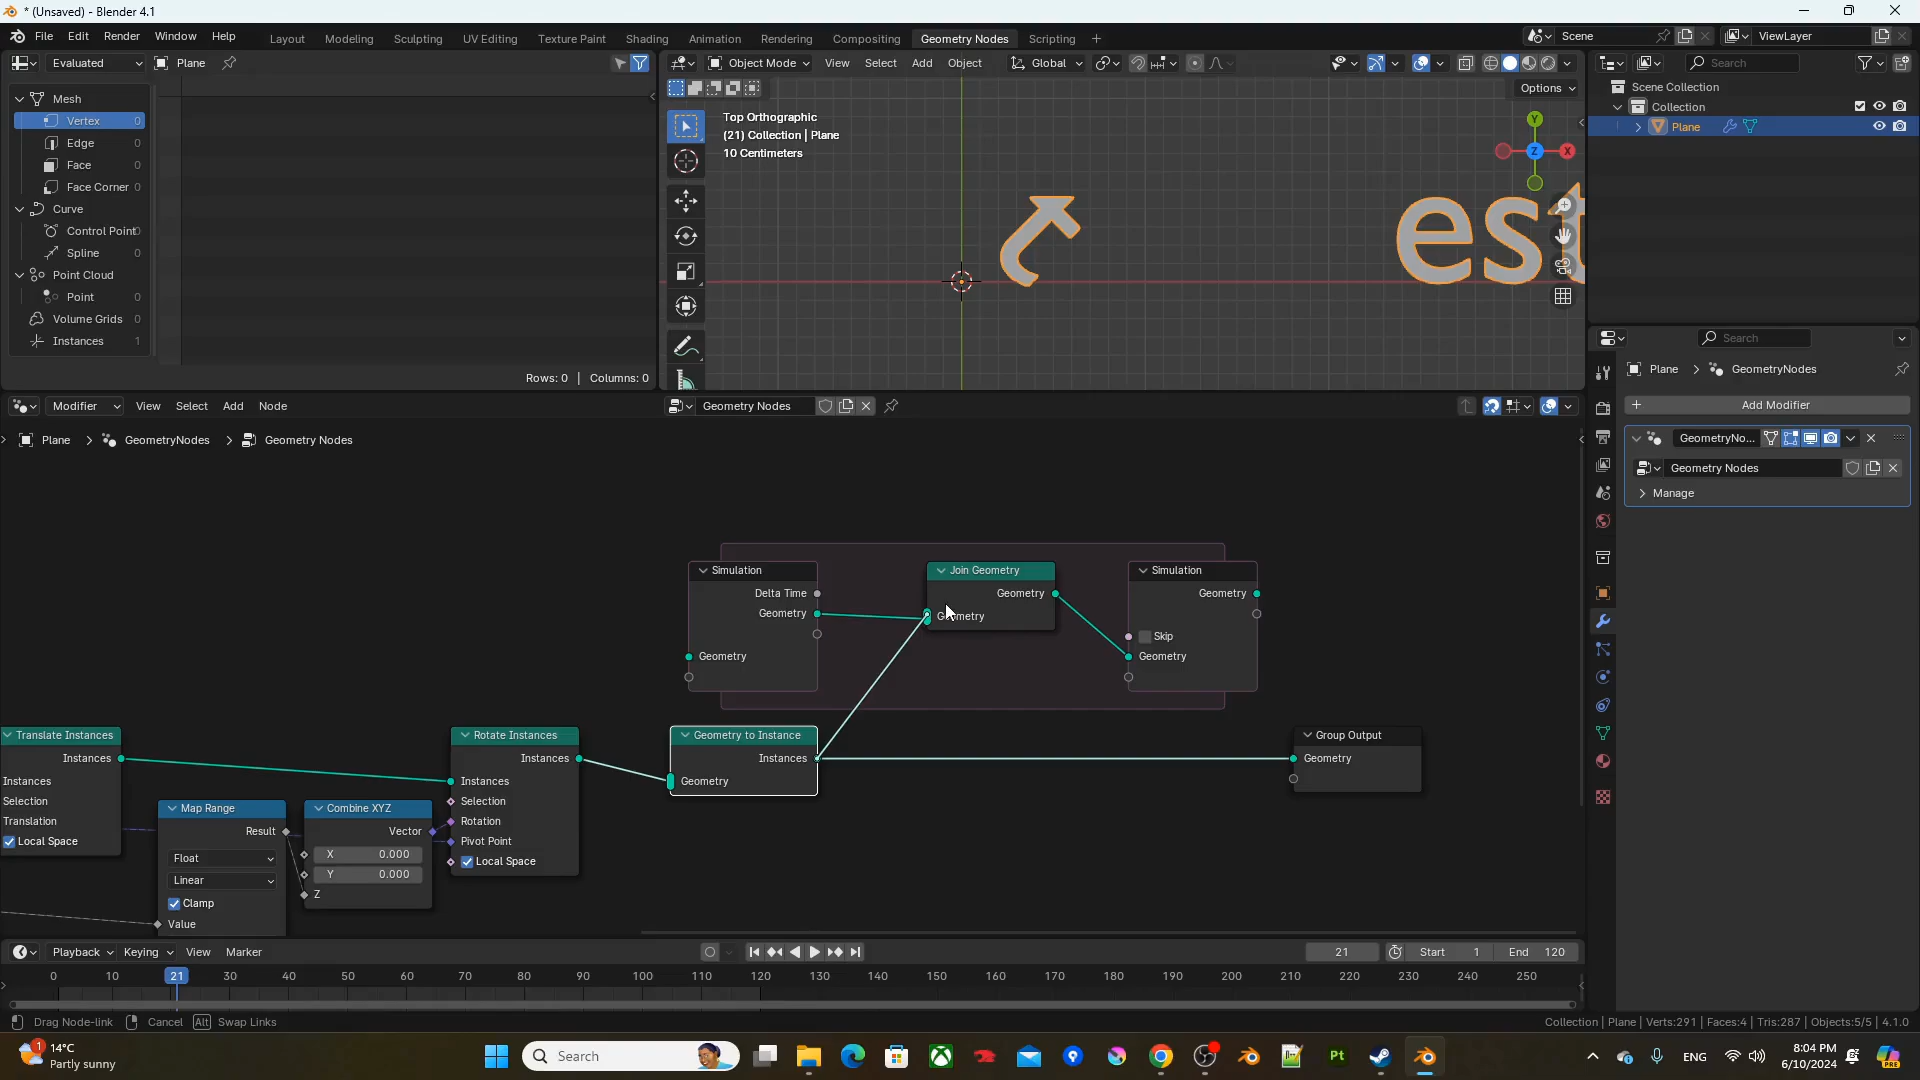 * (Unsaved) - Blender 4.1
File Edit Render Window Help
Layout Modeling Sculpting UV Editing Texture Paint Shading Animation Rendering Compositing Geometry Nodes Scripting +
Scene ViewLayer
Evaluated Plane
Object Mode View Select Add Object Global
Search
Options
Mesh
Vertex 0
Edge 0
Face 0
Face Corner 0
Curve
Control Point 0
Spline 0
Point Cloud
Point 0
Volume Grids 0
Instances 1
Rows: 0 | Columns: 0
Top Orthographic
(21) Collection | Plane
10 Centimeters
est
Y
Z
X
Scene Collection
Collection
Plane
Search
Plane > GeometryNodes
+ Add Modifier
GeometryNo...
Geometry Nodes
Manage
Modifier View Select Add Node
Geometry Nodes
Plane > GeometryNodes > Geometry Nodes
Simulation
Delta Time
Geometry
Geometry
Join Geometry
Geometry
Geometry
Simulation
Geometry
Skip
Geometry
Translate Instances
Instances
Instances
Selection
Translation
Local Space
Map Range
Result
Float
Linear
Clamp
Value
Combine XYZ
Vector
X 0.000
Y 0.000
Z
Rotate Instances
Instances
Instances
Selection
Rotation
Pivot Point
Local Space
Geometry to Instance
Instances
Geometry
Group Output
Geometry
Playback Keying View Marker
21 Start 1 End 120
0 10 21 30 40 50 60 70 80 90 100 110 120 130 140 150 160 170 180 190 200 210 220 230 240 250
Drag Node-link Cancel Alt Swap Links
Collection | Plane | Verts:291 | Faces:4 | Tris:287 | Objects:5/5 | 4.1.0
1
14°C
Partly sunny
Search
Pt
ENG
8:04 PM
6/10/2024
PRE